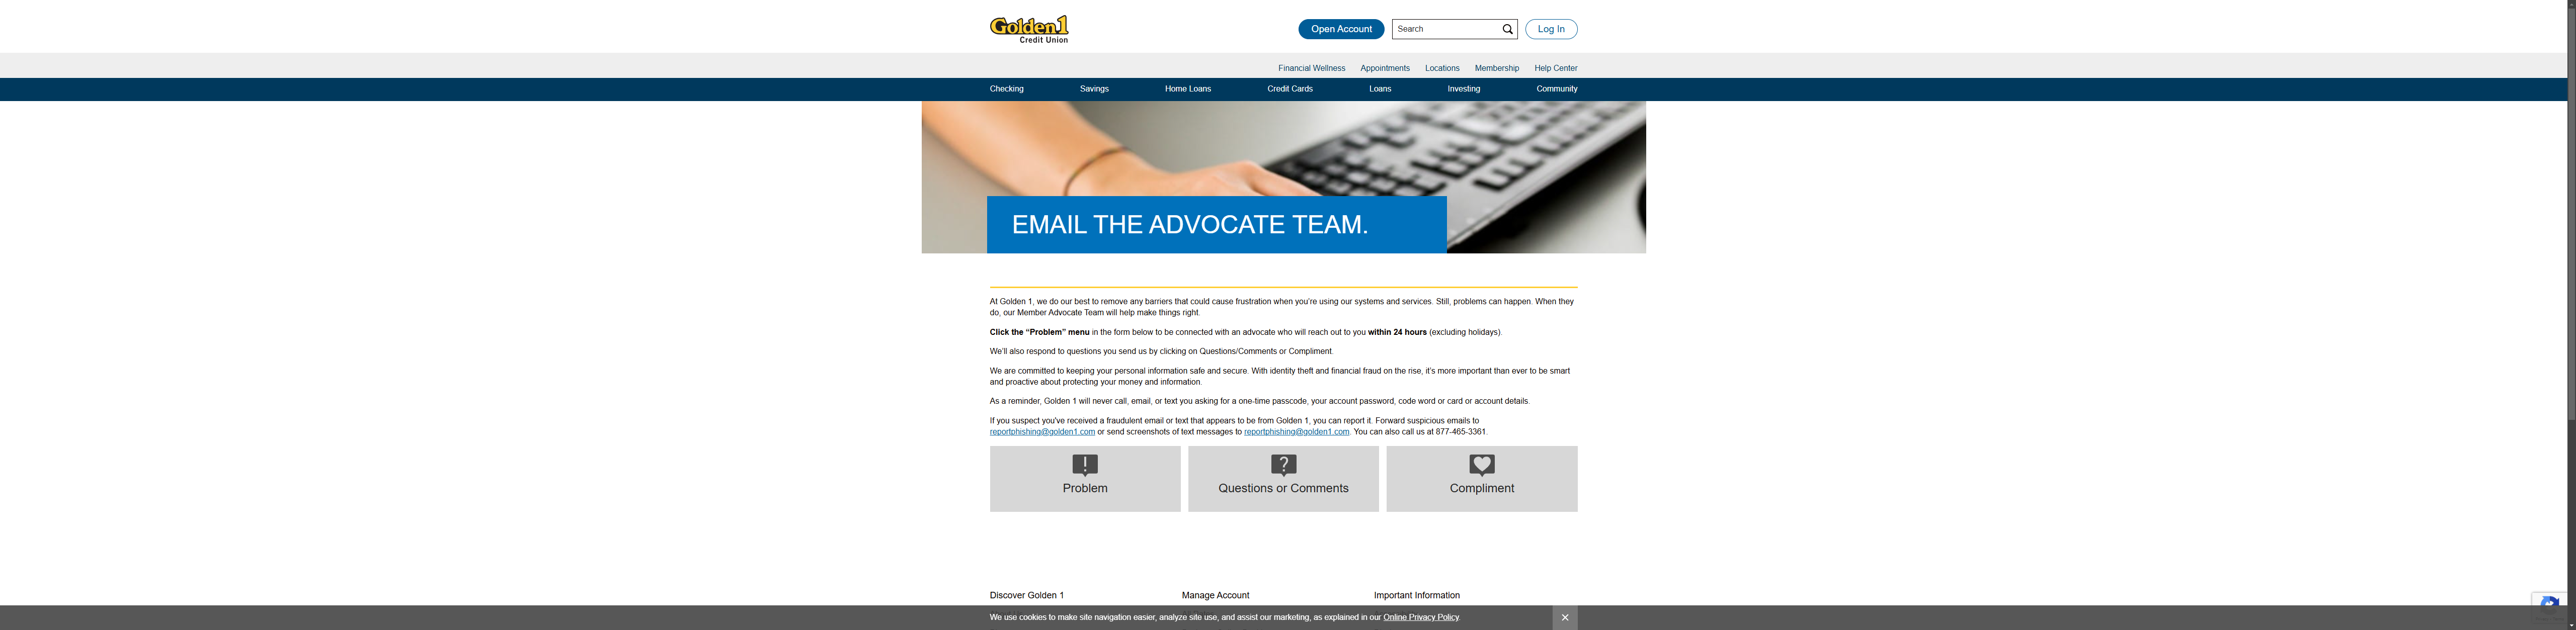 Golden 1
Credit Union
Open Account
Search
Log In
Financial Wellness
Appointments
Locations
Membership
Help Center
Checking
Savings
Home Loans
Credit Cards
Loans
Investing
Community
EMAIL THE ADVOCATE TEAM.
At Golden 1, we do our best to remove any barriers that could cause frustration when you're using our systems and services. Still, problems can happen. When they
do, our Member Advocate Team will help make things right.
Click the “Problem” menu in the form below to be connected with an advocate who will reach out to you within 24 hours (excluding holidays).
We'll also respond to questions you send us by clicking on Questions/Comments or Compliment.
We are committed to keeping your personal information safe and secure. With identity theft and financial fraud on the rise, it's more important than ever to be smart
and proactive about protecting your money and information.
As a reminder, Golden 1 will never call, email, or text you asking for a one-time passcode, your account password, code word or card or account details.
If you suspect you've received a fraudulent email or text that appears to be from Golden 1, you can report it. Forward suspicious emails to
reportphishing@golden1.com or send screenshots of text messages to reportphishing@golden1.com. You can also call us at 877-465-3361.
Problem
Questions or Comments
Compliment
Discover Golden 1
Manage Account
Important Information
We use cookies to make site navigation easier, analyze site use, and assist our marketing, as explained in our Online Privacy Policy.